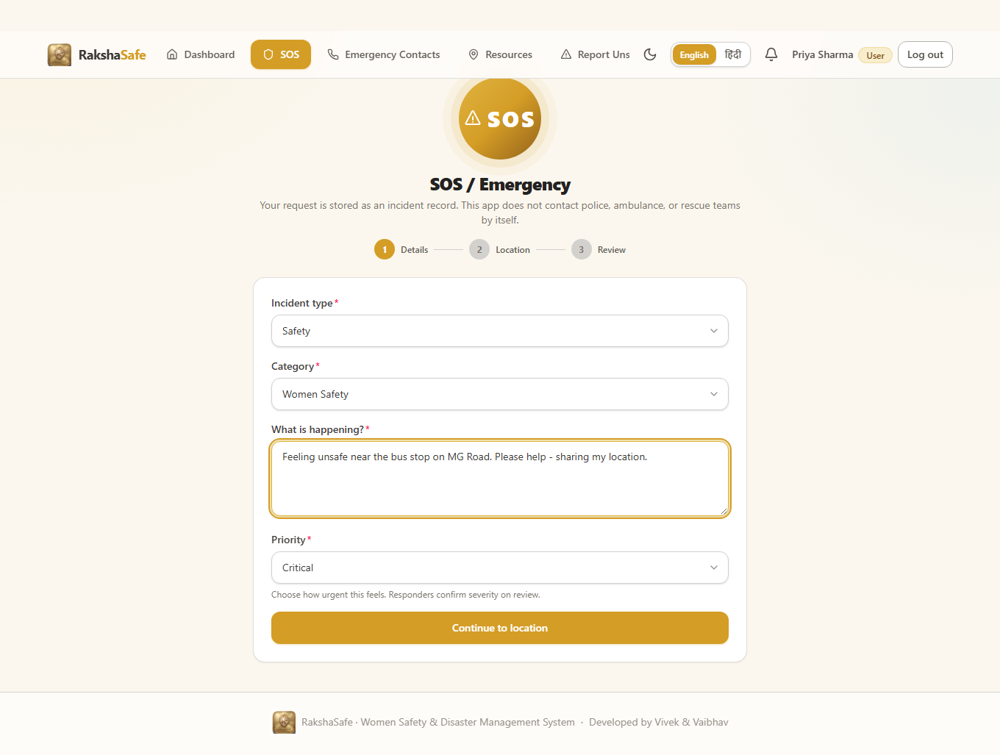 RakshaSafe
Dashboard
SOS
Emergency Contacts
Resources
Report Uns
English
हिंदी
Priya Sharma
User
Log out
SOS
SOS / Emergency
Your request is stored as an incident record. This app does not contact police, ambulance, or rescue teams
by itself.
1 Details
2 Location
3 Review
Incident type*
Safety
Category*
Women Safety
What is happening?*
Feeling unsafe near the bus stop on MG Road. Please help - sharing my location.
Priority*
Critical
Choose how urgent this feels. Responders confirm severity on review.
Continue to location
RakshaSafe · Women Safety & Disaster Management System · Developed by Vivek & Vaibhav